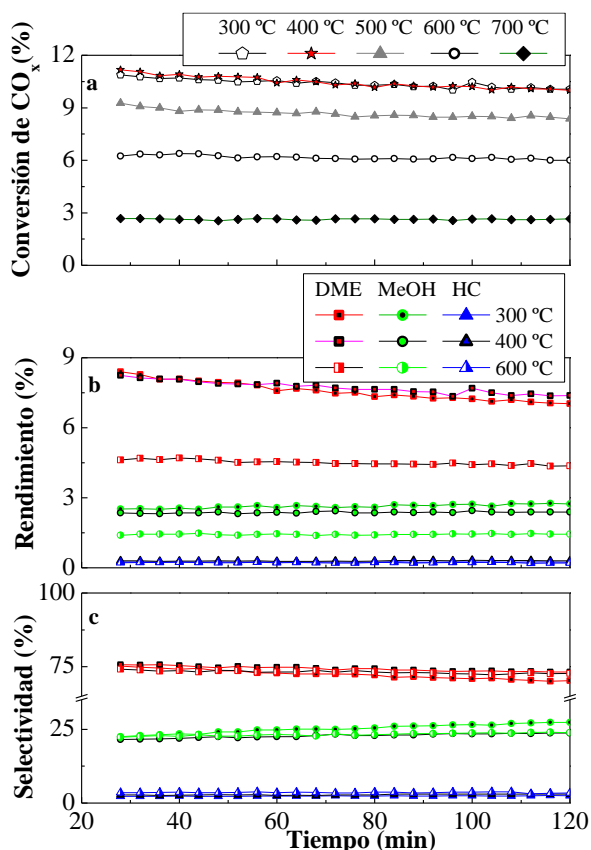 300 ºC 400 ºC 500 ºC 600 ºC 700 ºC
12
9
6
3
0
Conversión de COx (%)
a
DME MeOH HC
300 ºC
400 ºC
600 ºC
9
6
3
0
Rendimiento (%)
b
100
75
25
0
Selectividad (%)
c
20 40 60 80 100 120
Tiempo (min)